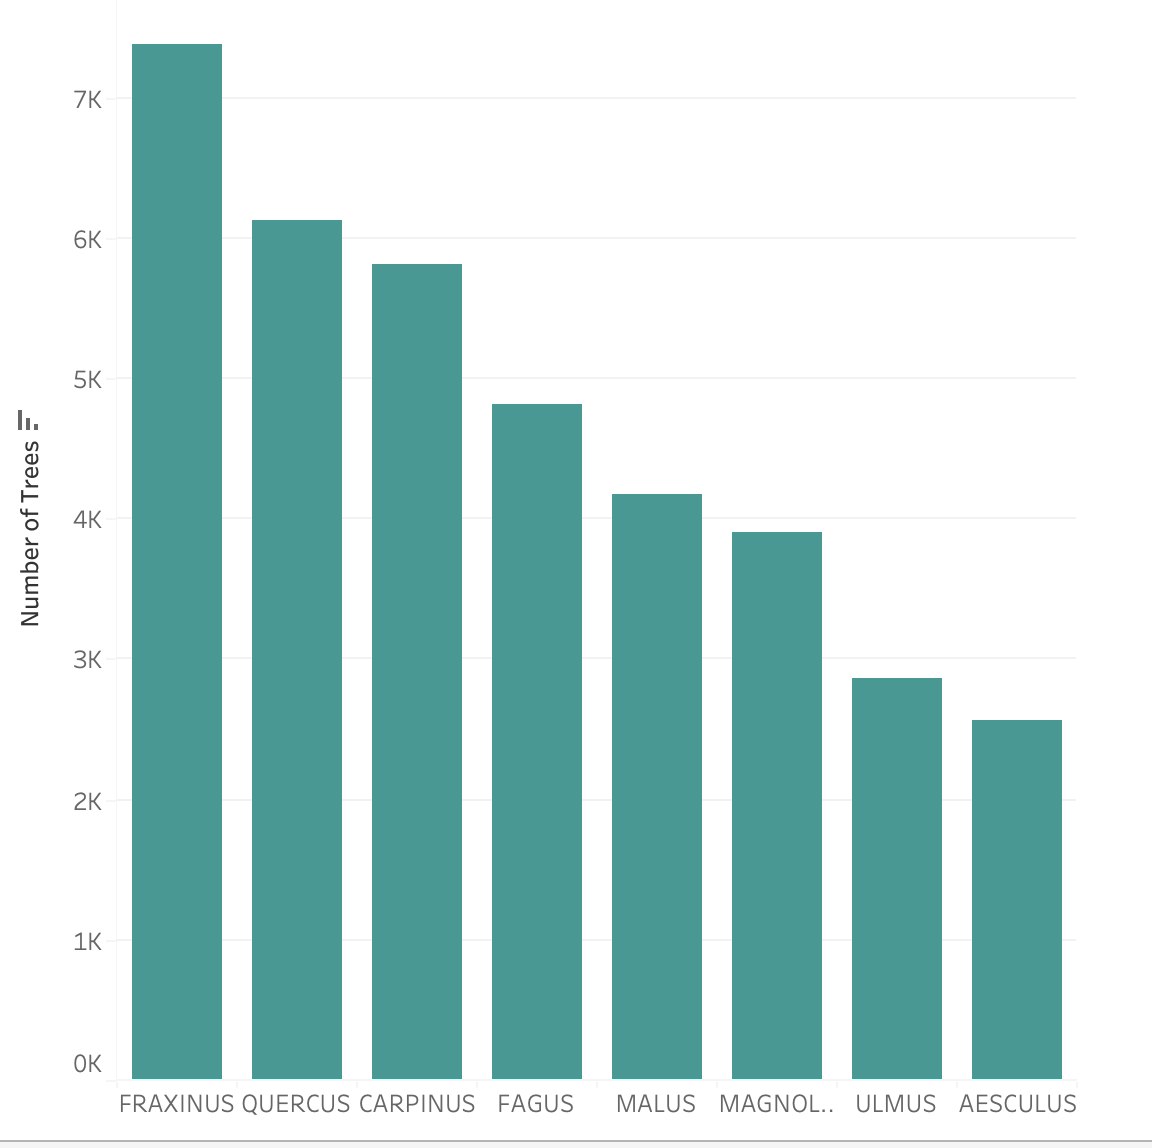 7K
6K
5K
4K
3K
2K
1K
0K
Number of Trees
FRAXINUS QUERCUS CARPINUS FAGUS MALUS MAGNOL.. ULMUS AESCULUS